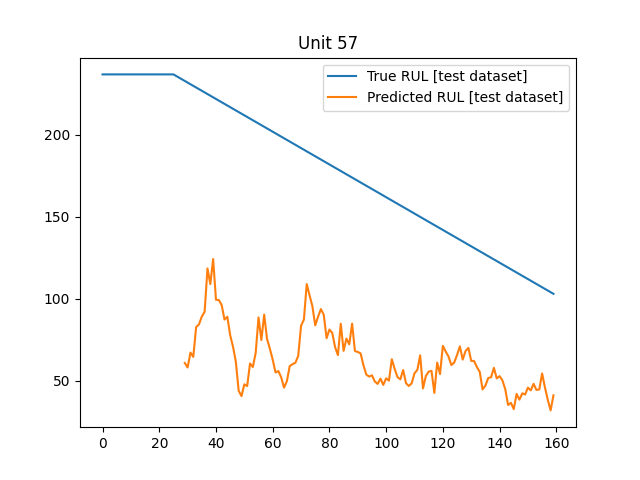 Unit 57
True RUL [test dataset]
Predicted RUL [test dataset]
200
150
100
50
0 20 40 60 80 100 120 140 160